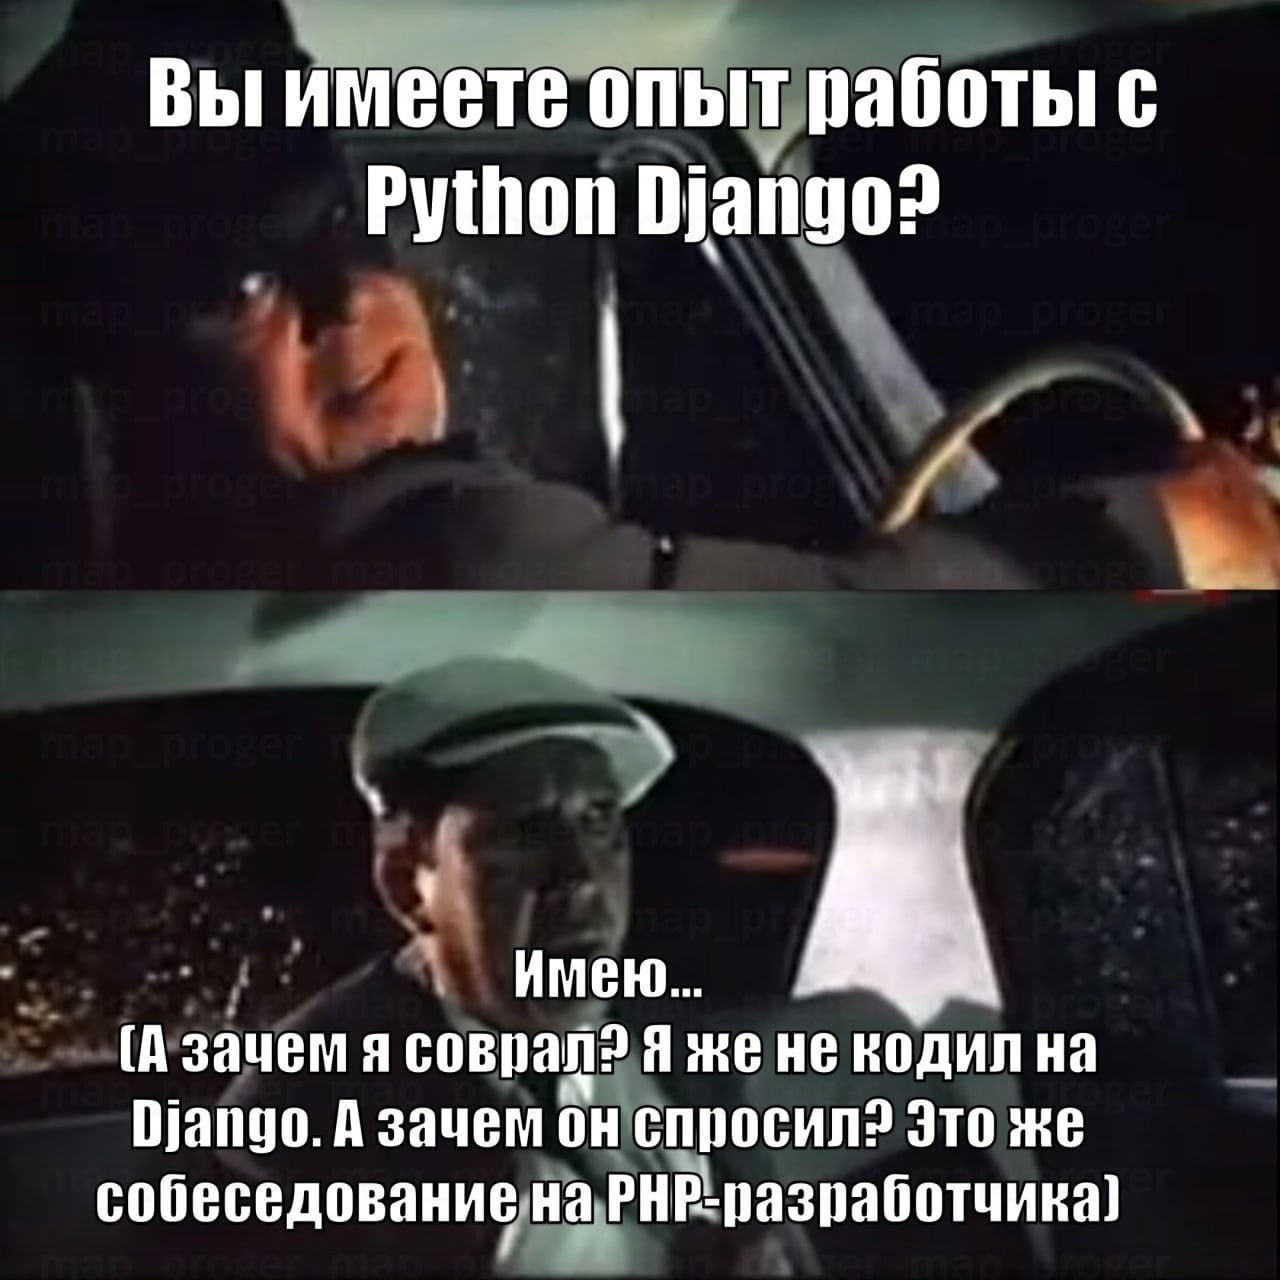 Вы имеете опыт работы с
Python Django?
Имею...
(А зачем я соврал? Я же не кодил на
Django. А зачем он спросил? Это же
собеседование на PHP-разработчика)
map_proger